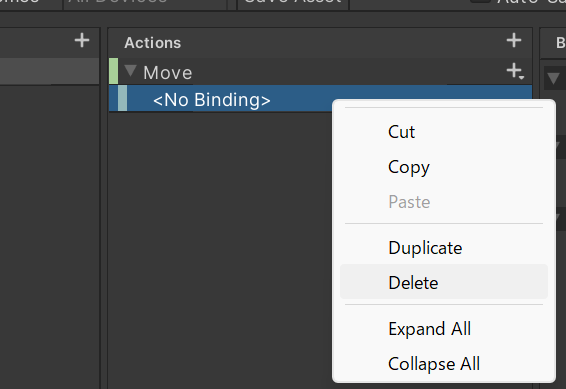 Actions
B
Move
<No Binding>
Cut
Copy
Paste
Duplicate
Delete
Expand All
Collapse All